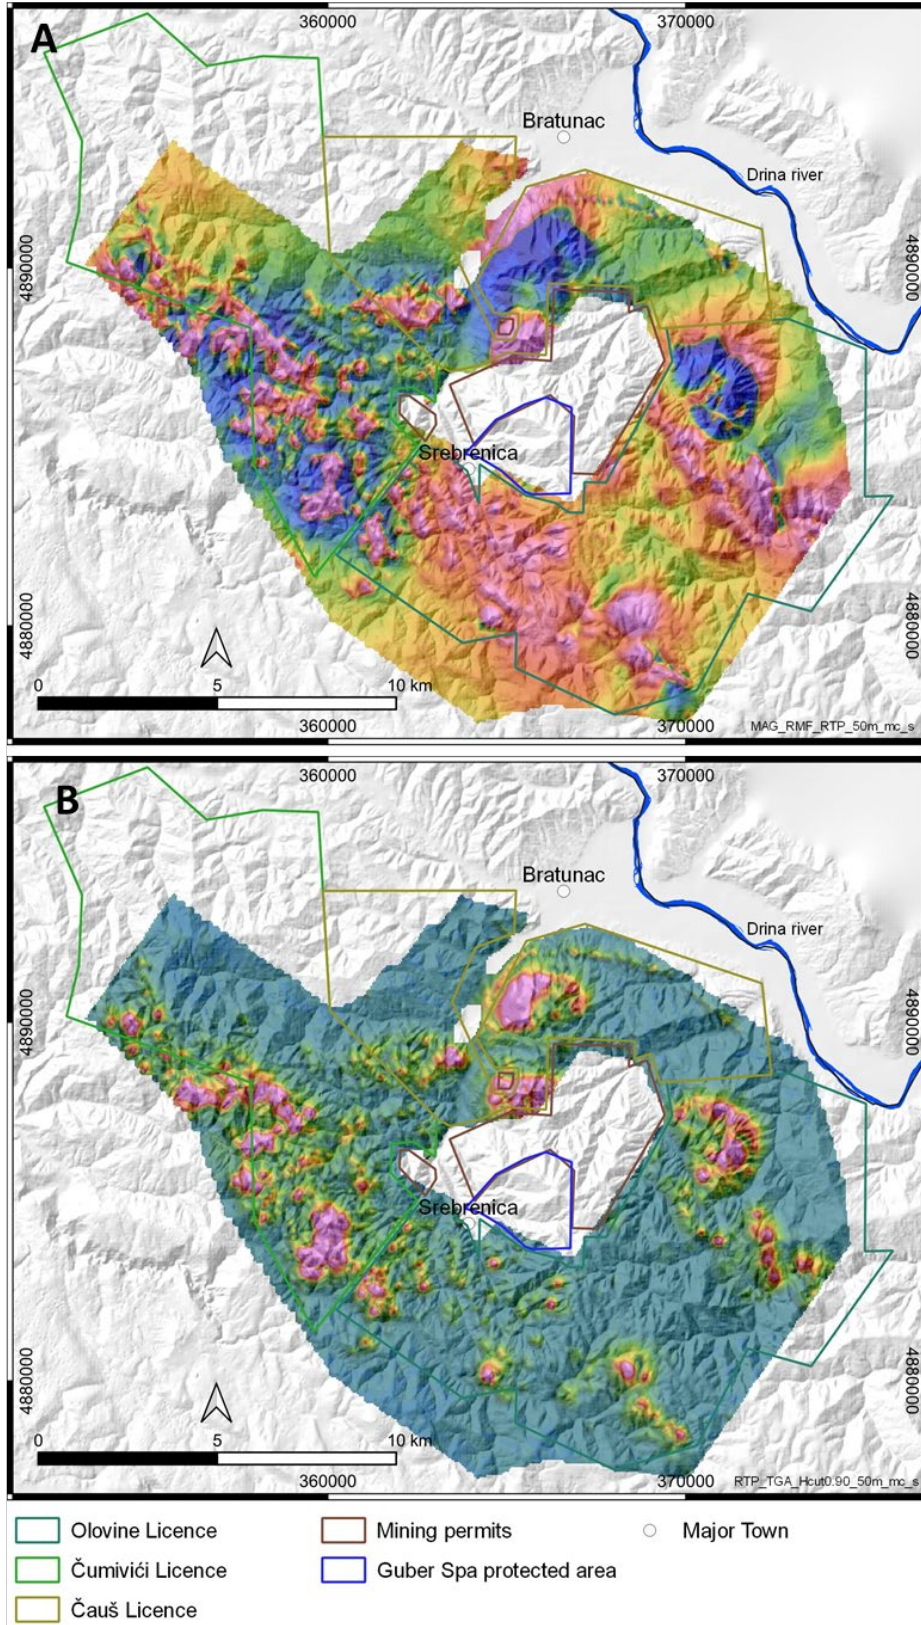 A
360000
370000
Bratunac
Drina river
4890000
4890000
Srebrenica
4880000
4880000
0 5 10 km
360000
370000
MAG_RMF_RTP_50m_mc_s
B
360000
370000
Bratunac
Drina river
4890000
4890000
Srebrenica
4880000
4880000
0 5 10 km
360000
370000
RTP_TGA_Hcut0.90_50m_mc_s
Olovine Licence
Mining permits
Major Town
Čumivići Licence
Guber Spa protected area
Čauš Licence